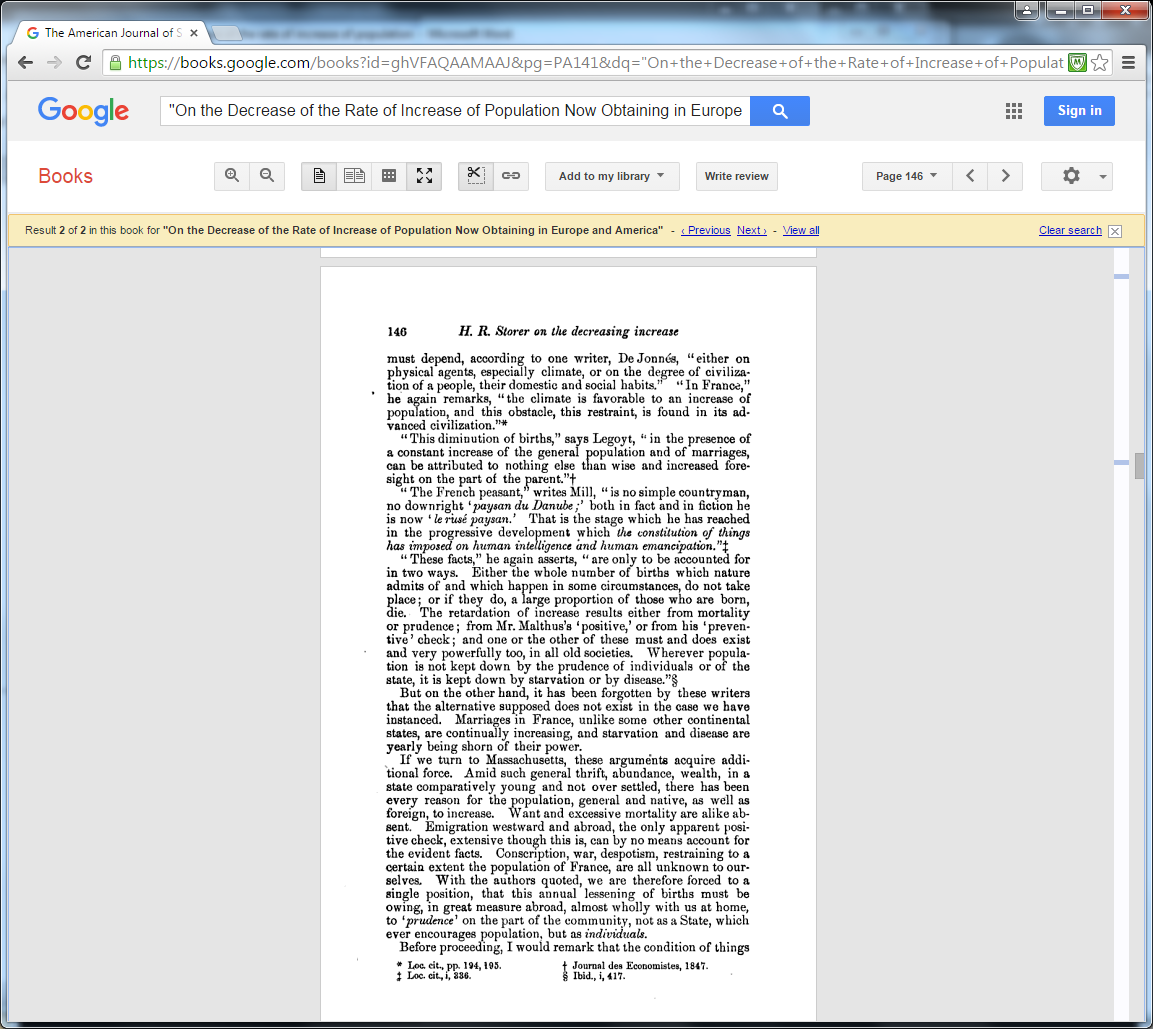 The American Journal of S
https://books.google.com/books?id=ghVFAQAAMAAJ&pg=PA141&dq="On+the+Decrease+of+the+Rate+of+Increase+of+Populat
Google
"On the Decrease of the Rate of Increase of Population Now Obtaining in Europe
Sign in
Books
Add to my library
Write review
Page 146
Result 2 of 2 in this book for "On the Decrease of the Rate of Increase of Population Now Obtaining in Europe and America" - ‹ Previous Next › - View all
Clear search
146 H. R. Storer on the decreasing increase
must depend, according to one writer, De Jonnés, "either on
physical agents, especially climate, or on the degree of civiliza-
tion of a people, their domestic and social habits." "In France,"
he again remarks, "the climate is favorable to an increase of
population, and this obstacle, this restraint, is found in its ad-
vanced civilization."*
"This diminution of births," says Legoyt, "in the presence of
a constant increase of the general population and of marriages,
can be attributed to nothing else than wise and increased fore-
sight on the part of the parent."†
"The French peasant," writes Mill, "is no simple countryman,
no downright 'paysan du Danube;' both in fact and in fiction he
is now 'le rusé paysan.' That is the stage which he has reached
in the progressive development which the constitution of things
has imposed on human intelligence and human emancipation."‡
"These facts," he again asserts, "are only to be accounted for
in two ways. Either the whole number of births which nature
admits of and which happen in some circumstances, do not take
place; or if they do, a large proportion of those who are born,
die. The retardation of increase results either from mortality
or prudence; from Mr. Malthus's 'positive,' or from his 'preven-
tive' check; and one or the other of these must and does exist
and very powerfully too, in all old societies. Wherever popula-
tion is not kept down by the prudence of individuals or of the
state, it is kept down by starvation or by disease."§
But on the other hand, it has been forgotten by these writers
that the alternative supposed does not exist in the case we have
instanced. Marriages in France, unlike some other continental
states, are continually increasing, and starvation and disease are
yearly being shorn of their power.
If we turn to Massachusetts, these arguments acquire addi-
tional force. Amid such general thrift, abundance, wealth, in a
state comparatively young and not over settled, there has been
every reason for the population, general and native, as well as
foreign, to increase. Want and excessive mortality are alike ab-
sent. Emigration westward and abroad, the only apparent posi-
tive check, extensive though this is, can by no means account for
the evident facts. Conscription, war, despotism, restraining to a
certain extent the population of France, are all unknown to our-
selves. With the authors quoted, we are therefore forced to a
single position, that this annual lessening of births must be
owing, in great measure abroad, almost wholly with us at home,
to 'prudence' on the part of the community, not as a State, which
ever encourages population, but as individuals.
Before proceeding, I would remark that the condition of things
* Loc. cit., pp. 194, 195. † Journal des Economistes, 1847.
‡ Loc. cit., i, 336. § Ibid., i, 417.